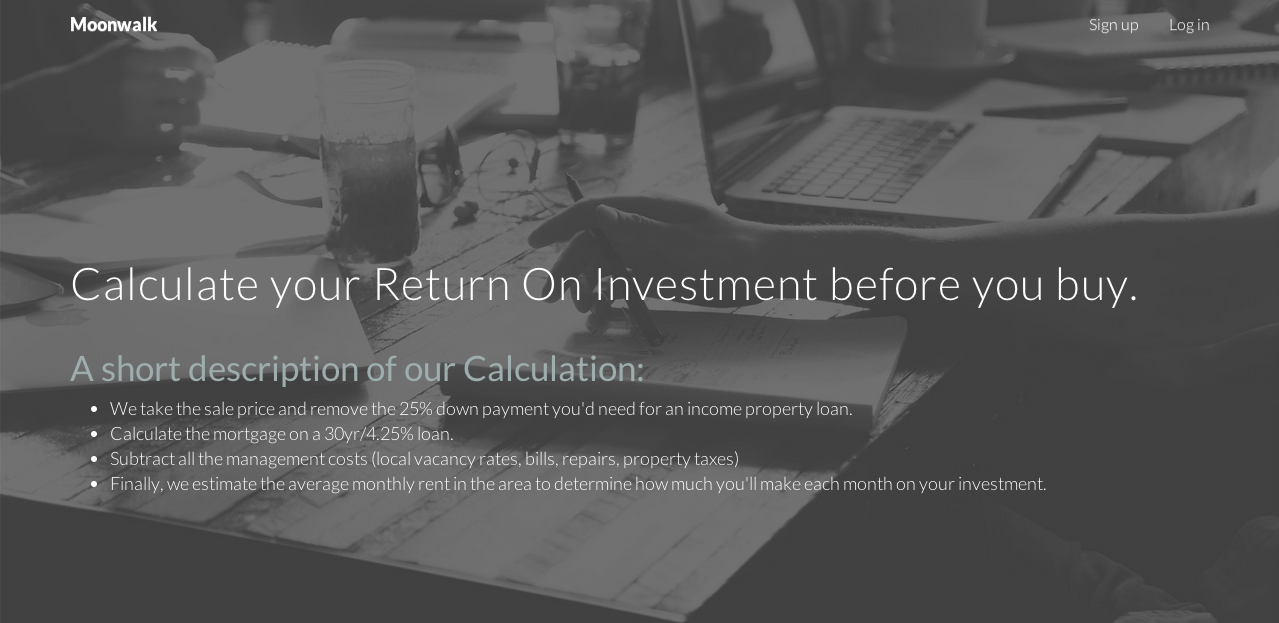 Moonwalk
Sign up
Log in
Calculate your Return On Investment before you buy.
A short description of our Calculation:
• We take the sale price and remove the 25% down payment you'd need for an income property loan.
• Calculate the mortgage on a 30yr/4.25% loan.
• Subtract all the management costs (local vacancy rates, bills, repairs, property taxes)
• Finally, we estimate the average monthly rent in the area to determine how much you'll make each month on your investment.